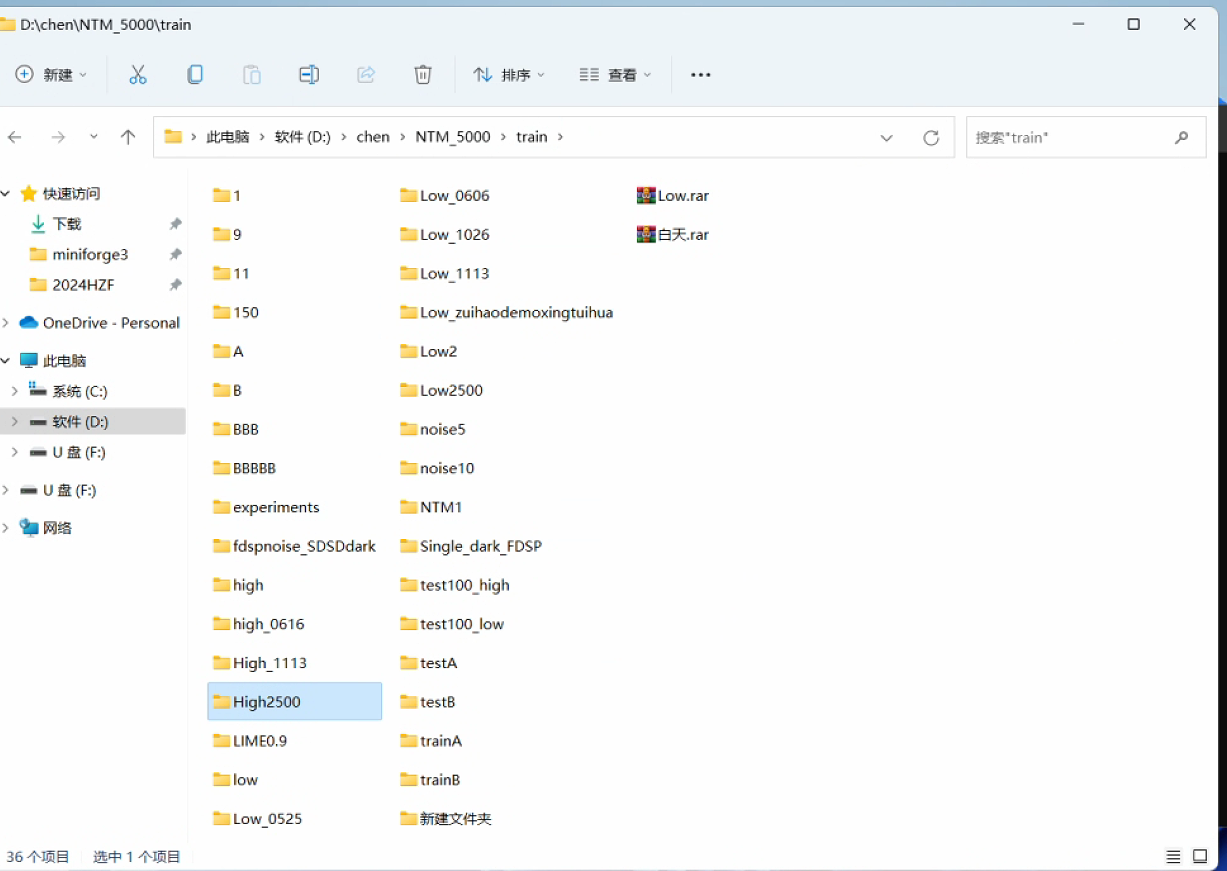 D:\chen\NTM_5000\train
新建 排序 查看
此电脑 软件 (D:) chen NTM_5000 train
搜索"train"
快速访问
下载
miniforge3
2024HZF
OneDrive - Personal
此电脑
系统 (C:)
软件 (D:)
U 盘 (F:)
U 盘 (F:)
网络
1
9
11
150
A
B
BBB
BBBBB
experiments
fdspnoise_SDSDdark
high
high_0616
High_1113
High2500
LIME0.9
low
Low_0525
Low_0606
Low_1026
Low_1113
Low_zuihaodemoxingtuihua
Low2
Low2500
noise5
noise10
NTM1
Single_dark_FDSP
test100_high
test100_low
testA
testB
trainA
trainB
新建文件夹
Low.rar
白天.rar
36 个项目 选中 1 个项目